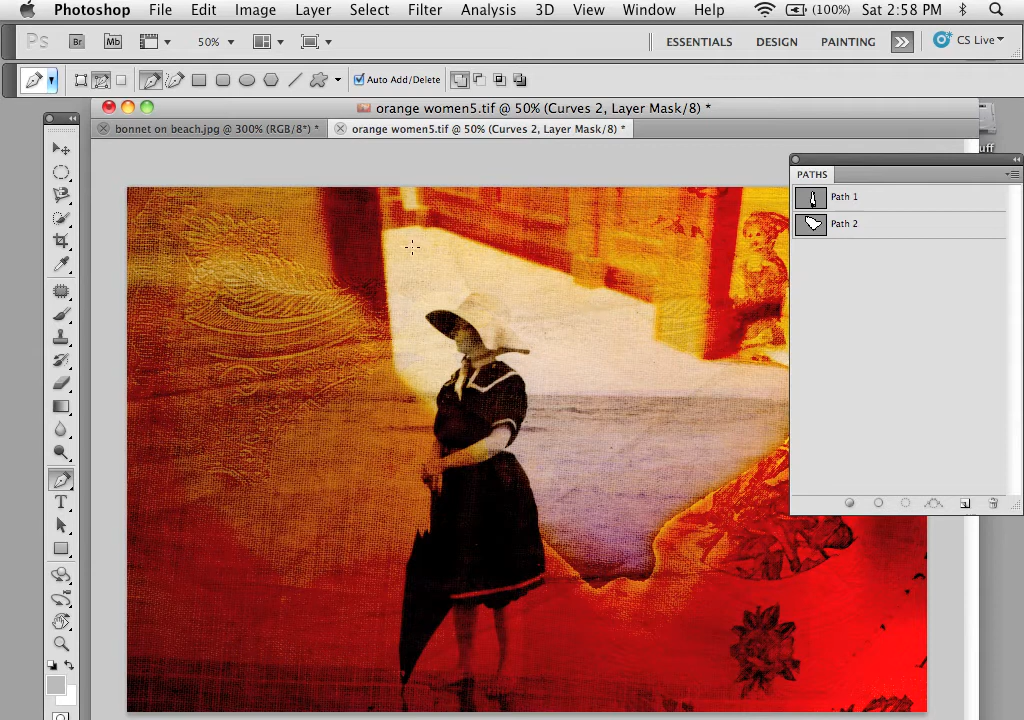 Photoshop File Edit Image Layer Select Filter Analysis 3D View Window Help (100%) Sat 2:58 PM
Ps Br Mb 50% ESSENTIALS DESIGN PAINTING CS Live
Auto Add/Delete
orange women5.tif @ 50% (Curves 2, Layer Mask/8) *
bonnet on beach.jpg @ 300% (RGB/8*) * orange women5.tif @ 50% (Curves 2, Layer Mask/8) *
uff
PATHS
Path 1
Path 2
T